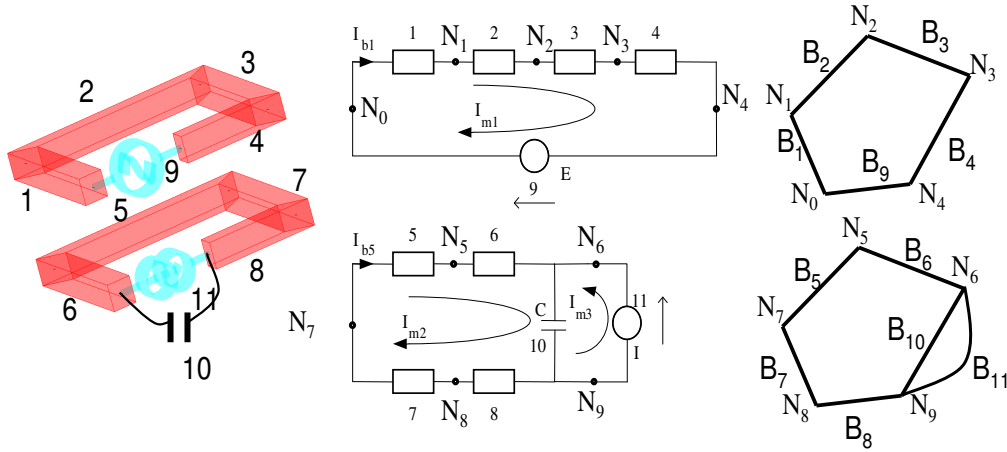 3
2
4
9
1
5
7
8
11
6
10
I_b1 1 N_1 2 N_2 3 N_3 4
N_0 I_m1 N_4
9 E
I_b5 5 N_5 6 N_6
N_7 I_m2 C 10 I_m3 11 I
7 N_8 8 N_9
N_2
B_3
B_2 N_3
N_1
B_1 B_4
B_9
N_0 N_4
N_5
B_6
B_5 N_6
N_7
B_10
B_7 B_11
N_8 N_9
B_8